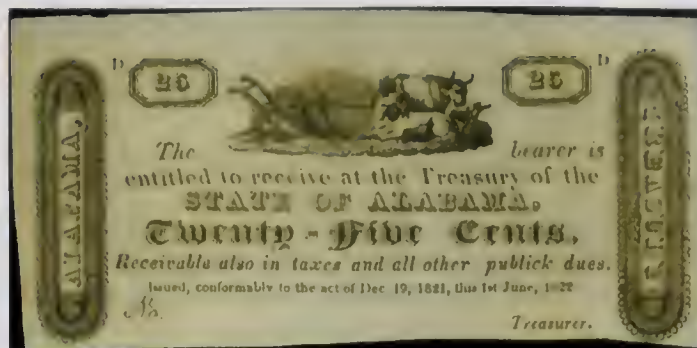 D 25 25 D
ALABAMA,
The bearer is
entitled to receive at the Treasury of the
STATE OF ALABAMA,
Twenty-Five Cents,
Receivable also in taxes and all other publick dues.
Issued, conformably to the act of Dec 19, 1821, this 1st June, 1822
No.
Treasurer.